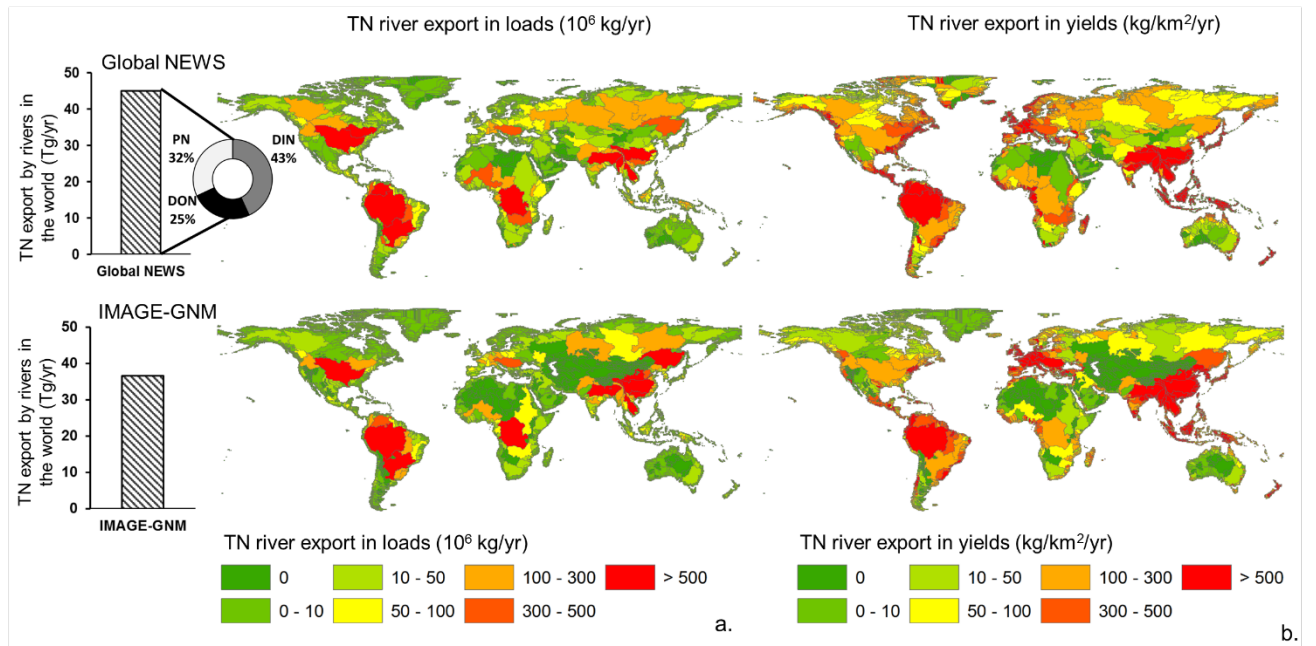 TN river export in loads (10⁶ kg/yr)
TN river export in yields (kg/km²/yr)
Global NEWS
TN export by rivers in
the world (Tg/yr)
50
40
30
20
10
0
PN
32%
DIN
43%
DON
25%
Global NEWS
IMAGE-GNM
TN export by rivers in
the world (Tg/yr)
50
40
30
20
10
0
IMAGE-GNM
TN river export in loads (10⁶ kg/yr)
0
10 - 50
100 - 300
> 500
0 - 10
50 - 100
300 - 500
a.
TN river export in yields (kg/km²/yr)
0
10 - 50
100 - 300
> 500
0 - 10
50 - 100
300 - 500
b.